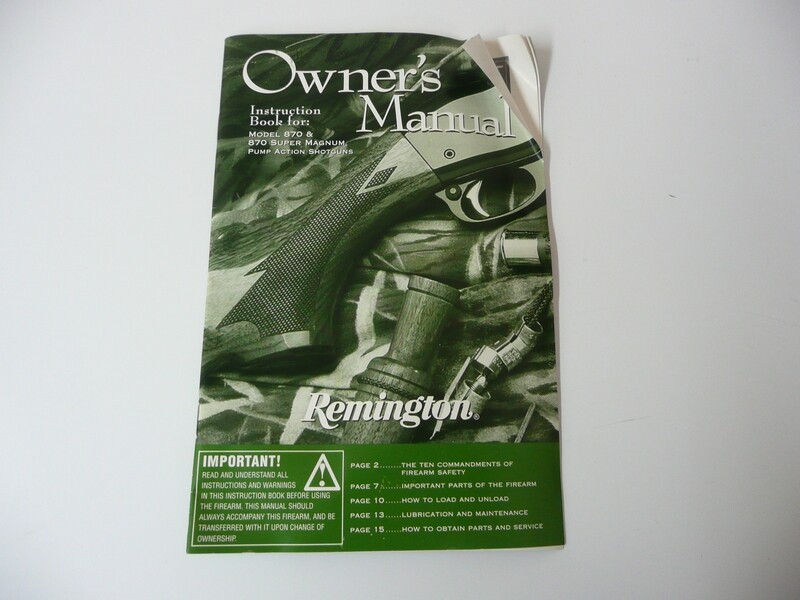 Owner's
Manual
Instruction
Book for:
Model 870 &
870 Super Magnum
Pump Action Shotguns
Remington®
IMPORTANT!
READ AND UNDERSTAND ALL
INSTRUCTIONS AND WARNINGS
IN THIS INSTRUCTION BOOK BEFORE USING
THE FIREARM. THIS MANUAL SHOULD
ALWAYS ACCOMPANY THIS FIREARM, AND BE
TRANSFERRED WITH IT UPON CHANGE OF
OWNERSHIP.
PAGE 2........THE TEN COMMANDMENTS OF
FIREARM SAFETY
PAGE 7........IMPORTANT PARTS OF THE FIREARM
PAGE 10......HOW TO LOAD AND UNLOAD
PAGE 13......LUBRICATION AND MAINTENANCE
PAGE 15......HOW TO OBTAIN PARTS AND SERVICE